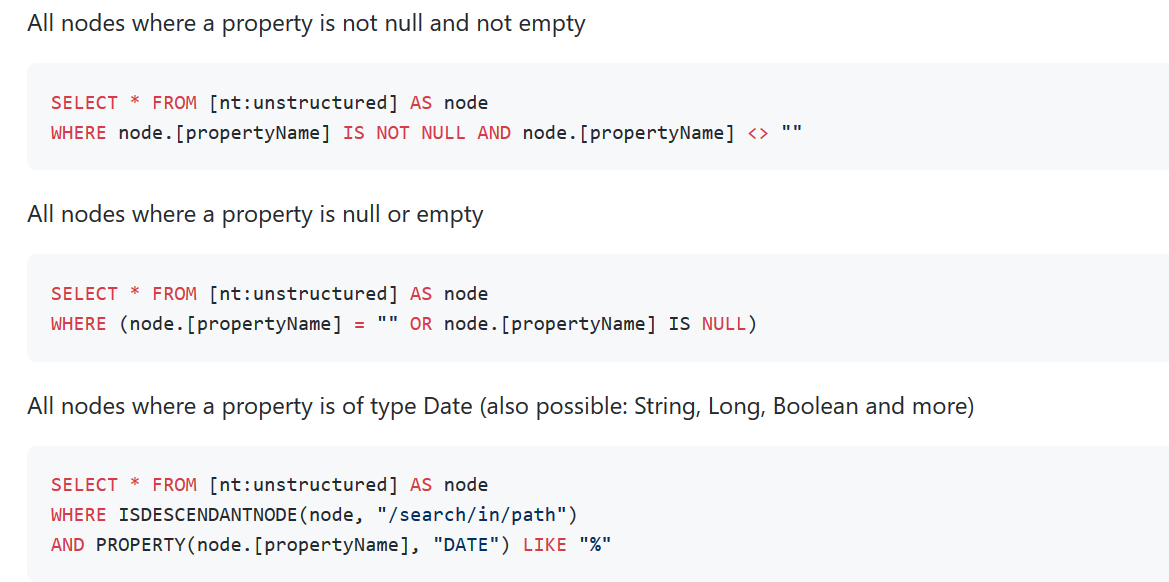 All nodes where a property is not null and not empty
SELECT * FROM [nt:unstructured] AS node
WHERE node.[propertyName] IS NOT NULL AND node.[propertyName] <> ""
All nodes where a property is null or empty
SELECT * FROM [nt:unstructured] AS node
WHERE (node.[propertyName] = "" OR node.[propertyName] IS NULL)
All nodes where a property is of type Date (also possible: String, Long, Boolean and more)
SELECT * FROM [nt:unstructured] AS node
WHERE ISDESCENDANTNODE(node, "/search/in/path")
AND PROPERTY(node.[propertyName], "DATE") LIKE "%"